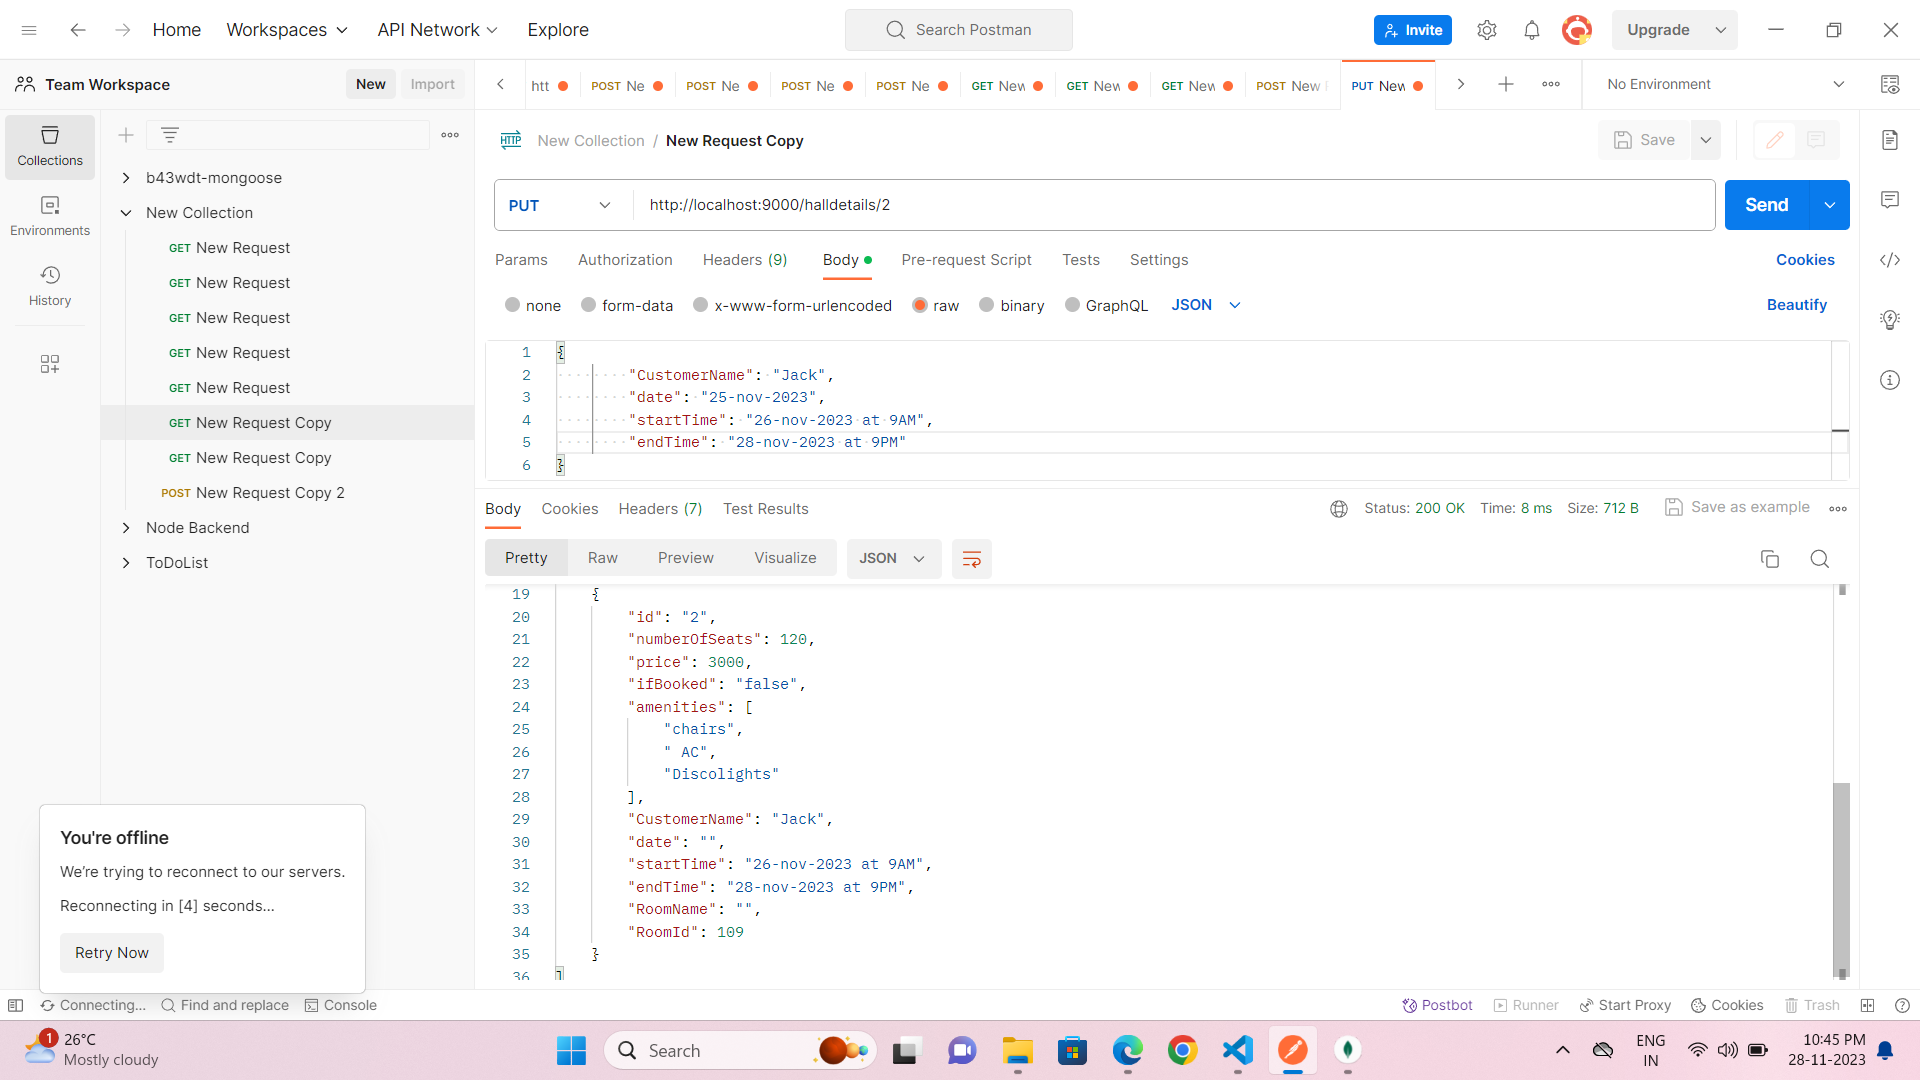 Home
Workspaces
API Network
Explore
Search Postman
Invite
Upgrade
Team Workspace
New
Import
htt
POST Ne
POST Ne
POST Ne
POST Ne
GET New
GET New
GET New
POST New
PUT New
No Environment
Collections
Environments
History
b43wdt-mongoose
New Collection
GET New Request
GET New Request
GET New Request
GET New Request
GET New Request
GET New Request Copy
GET New Request Copy
POST New Request Copy 2
Node Backend
ToDoList
HTTP
New Collection / New Request Copy
Save
PUT
http://localhost:9000/halldetails/2
Send
Params
Authorization
Headers (9)
Body
Pre-request Script
Tests
Settings
Cookies
none
form-data
x-www-form-urlencoded
raw
binary
GraphQL
JSON
Beautify
1 {
2 "CustomerName": "Jack",
3 "date": "25-nov-2023",
4 "startTime": "26-nov-2023 at 9AM",
5 "endTime": "28-nov-2023 at 9PM"
6 }
Body
Cookies
Headers (7)
Test Results
Status: 200 OK
Time: 8 ms
Size: 712 B
Save as example
Pretty
Raw
Preview
Visualize
JSON
19 {
20 "id": "2",
21 "numberOfSeats": 120,
22 "price": 3000,
23 "ifBooked": "false",
24 "amenities": [
25 "chairs",
26 " AC",
27 "Discolights"
28 ],
29 "CustomerName": "Jack",
30 "date": "",
31 "startTime": "26-nov-2023 at 9AM",
32 "endTime": "28-nov-2023 at 9PM",
33 "RoomName": "",
34 "RoomId": 109
35 }
36 ]
You're offline
We're trying to reconnect to our servers.
Reconnecting in [4] seconds...
Retry Now
Connecting...
Find and replace
Console
Postbot
Runner
Start Proxy
Cookies
Trash
1
26°C
Mostly cloudy
Search
ENG
IN
10:45 PM
28-11-2023